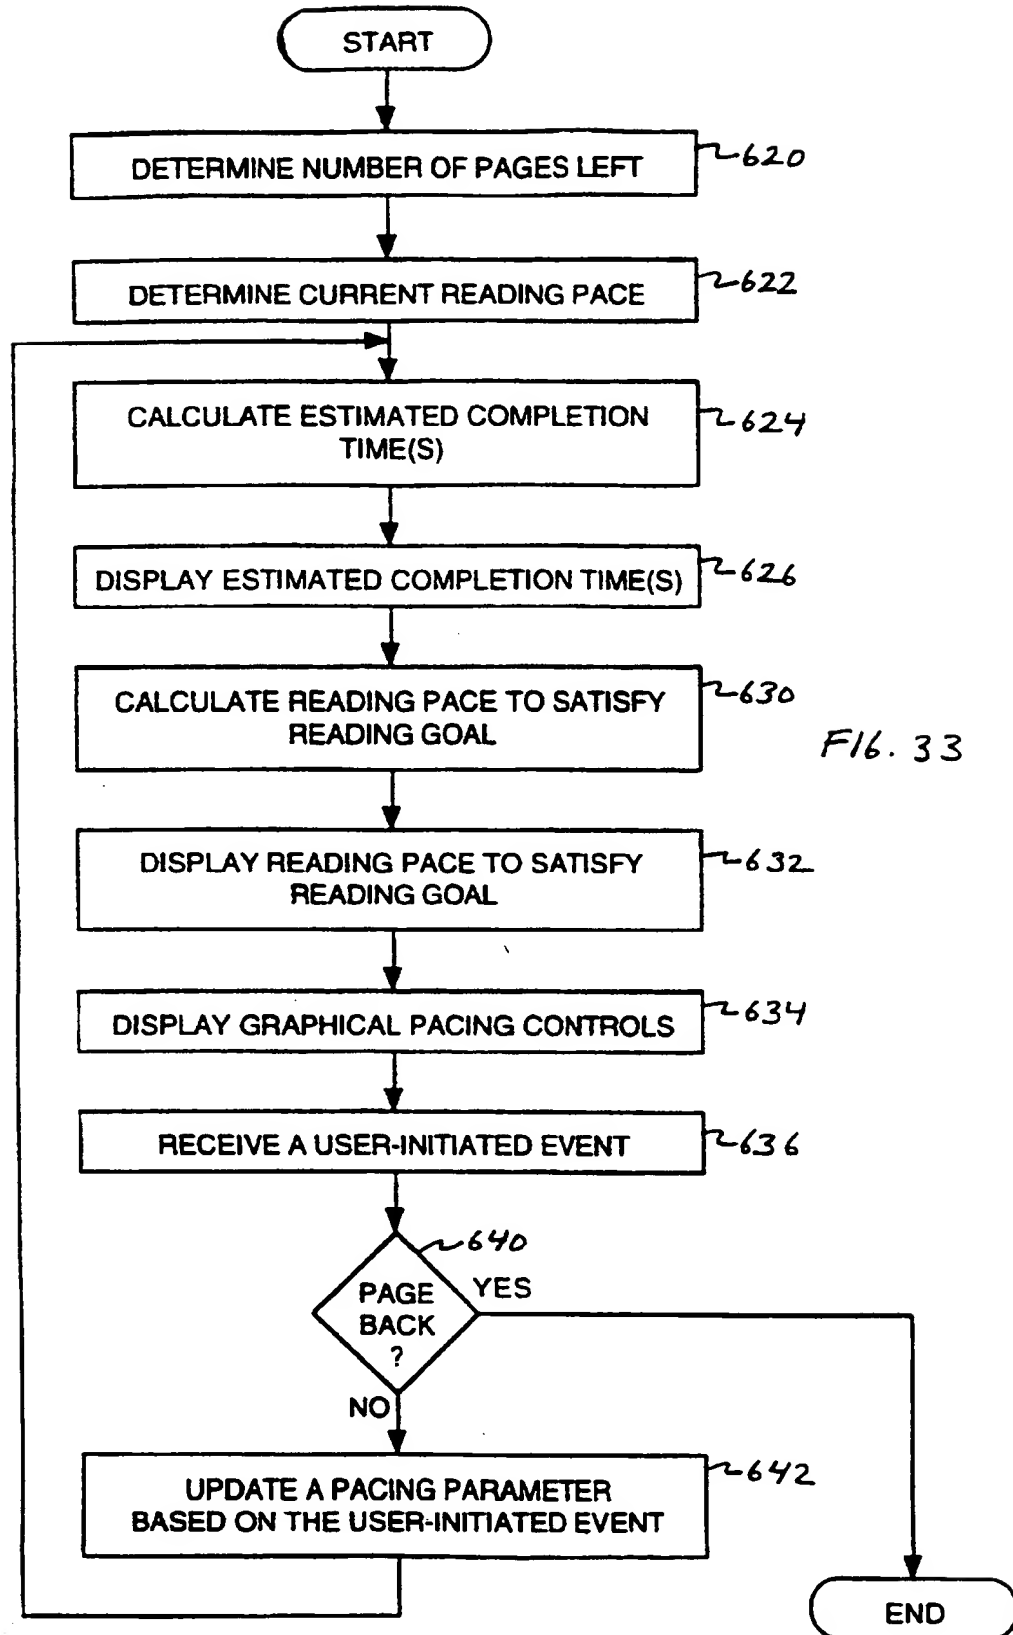 START
DETERMINE NUMBER OF PAGES LEFT
620
DETERMINE CURRENT READING PACE
622
CALCULATE ESTIMATED COMPLETION
TIME(S)
624
DISPLAY ESTIMATED COMPLETION TIME(S)
626
CALCULATE READING PACE TO SATISFY
READING GOAL
630
FIG. 33
DISPLAY READING PACE TO SATISFY
READING GOAL
632
DISPLAY GRAPHICAL PACING CONTROLS
634
RECEIVE A USER-INITIATED EVENT
636
640
PAGE
BACK
?
YES
NO
UPDATE A PACING PARAMETER
BASED ON THE USER-INITIATED EVENT
642
END